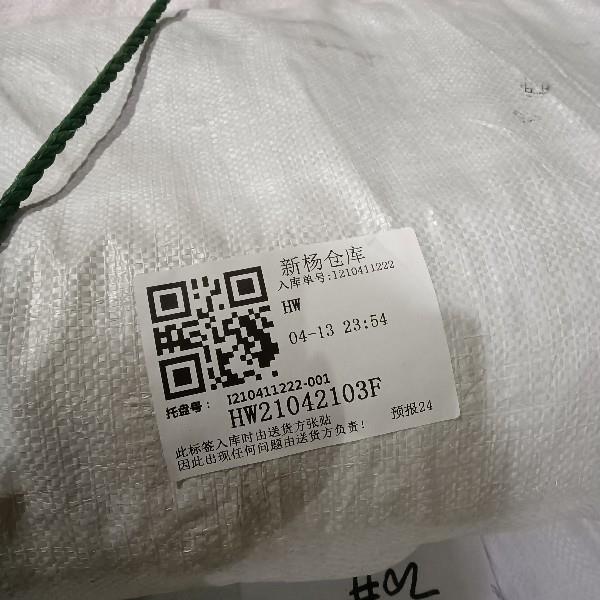 新杨仓库
入库单号:I210411222
HW
04-13 23:54
托盘号： I210411222-001
HW21042103F
预报24
此标签入库时由送货方张贴
因此出现任何问题由送货方负责！